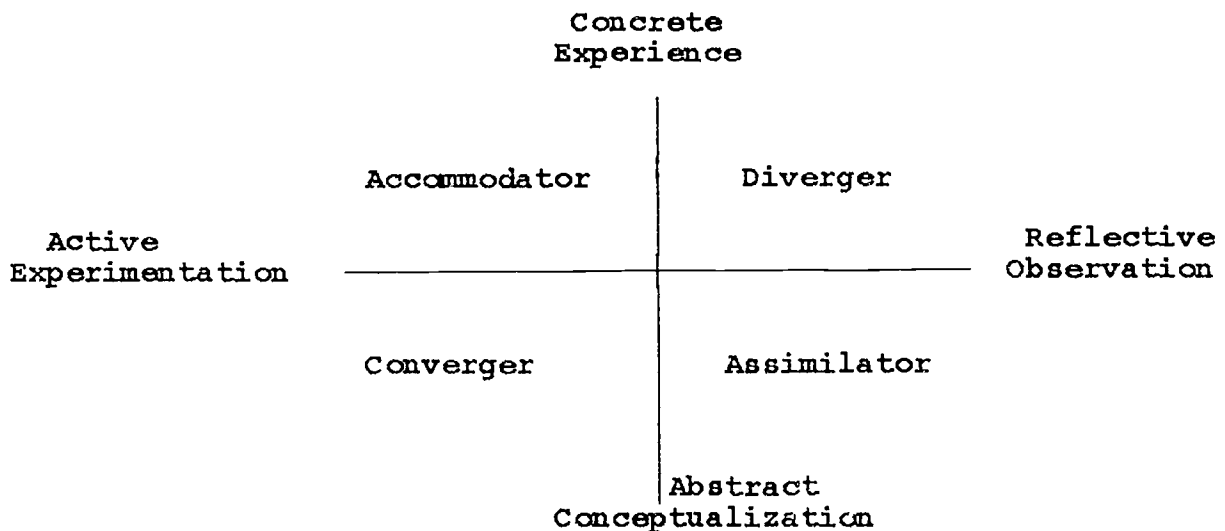 Concrete
Experience
Accommodator Diverger
Active
Experimentation
Reflective
Observation
Converger Assimilator
Abstract
Conceptualization